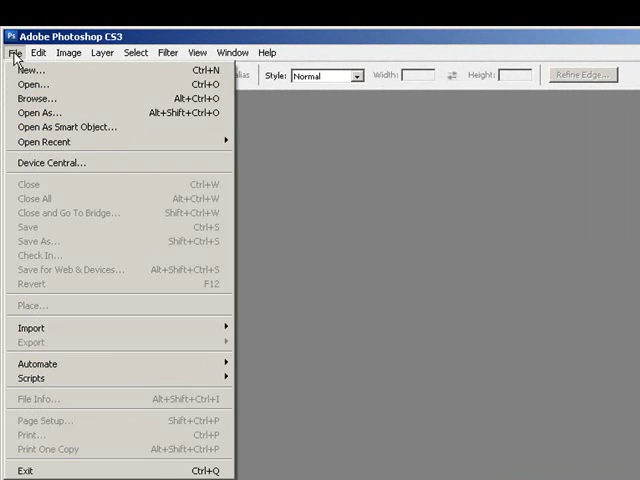 Ps Adobe Photoshop CS3
File Edit Image Layer Select Filter View Window Help
Style: Normal Width: Height: Refine Edge...
New... Ctrl+N
Open... Ctrl+O
Browse... Alt+Ctrl+O
Open As... Alt+Shift+Ctrl+O
Open As Smart Object...
Open Recent
Device Central...
Close Ctrl+W
Close All Alt+Ctrl+W
Close and Go To Bridge... Shift+Ctrl+W
Save Ctrl+S
Save As... Shift+Ctrl+S
Check In...
Save for Web & Devices... Alt+Shift+Ctrl+S
Revert F12
Place...
Import
Export
Automate
Scripts
File Info... Alt+Shift+Ctrl+I
Page Setup... Shift+Ctrl+P
Print... Ctrl+P
Print One Copy Alt+Shift+Ctrl+P
Exit Ctrl+Q